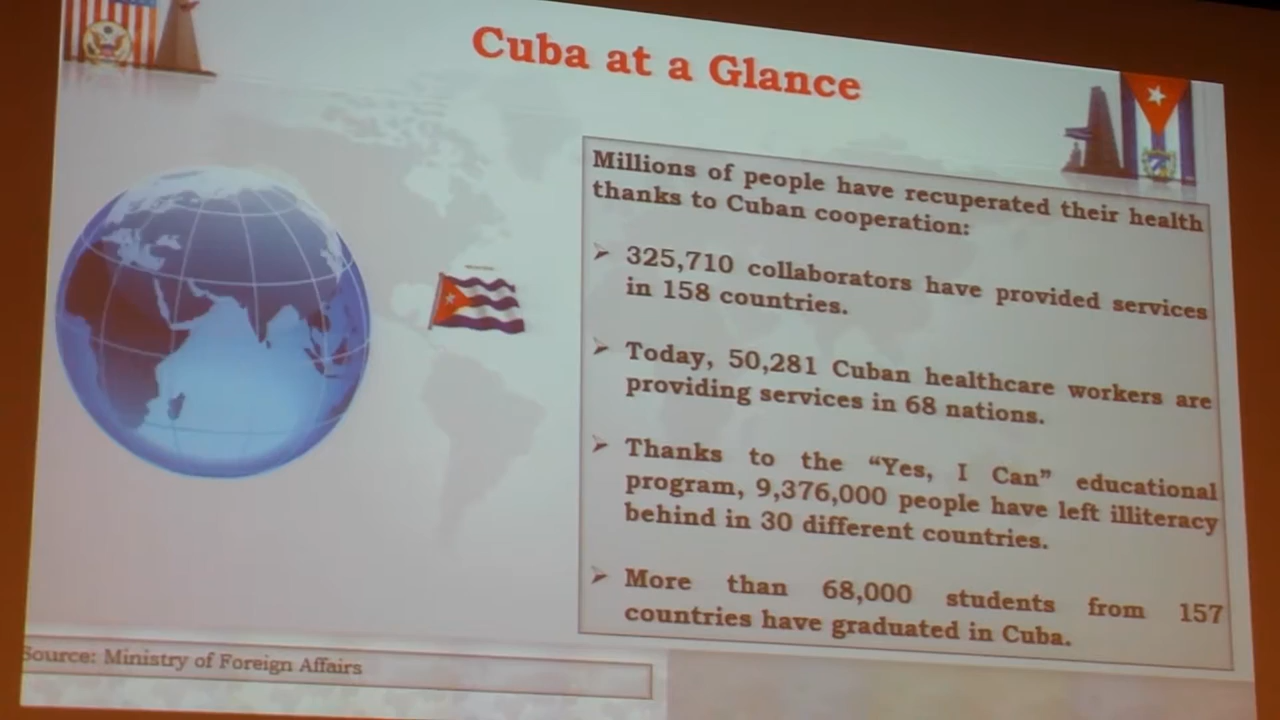 Cuba at a Glance
Millions of people have recuperated their health
thanks to Cuban cooperation:
325,710 collaborators have provided services
in 158 countries.
Today, 50,281 Cuban healthcare workers are
providing services in 68 nations.
Thanks to the “Yes, I Can” educational
program, 9,376,000 people have left illiteracy
behind in 30 different countries.
More than 68,000 students from 157
countries have graduated in Cuba.
Source: Ministry of Foreign Affairs